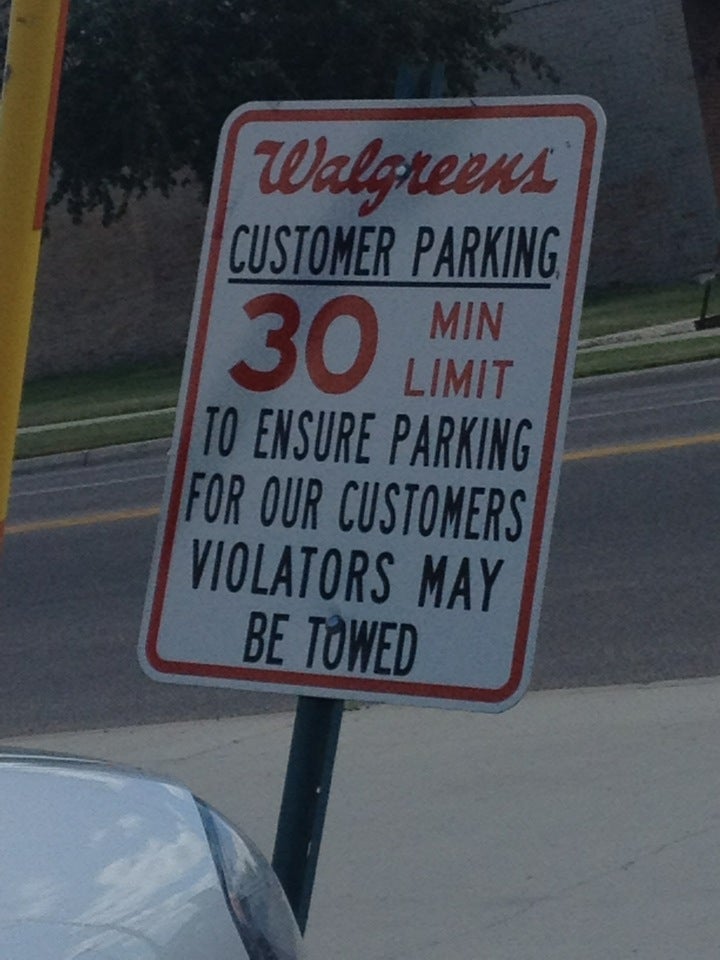 Walgreens
CUSTOMER PARKING
30 MIN
LIMIT
TO ENSURE PARKING
FOR OUR CUSTOMERS
VIOLATORS MAY
BE TOWED